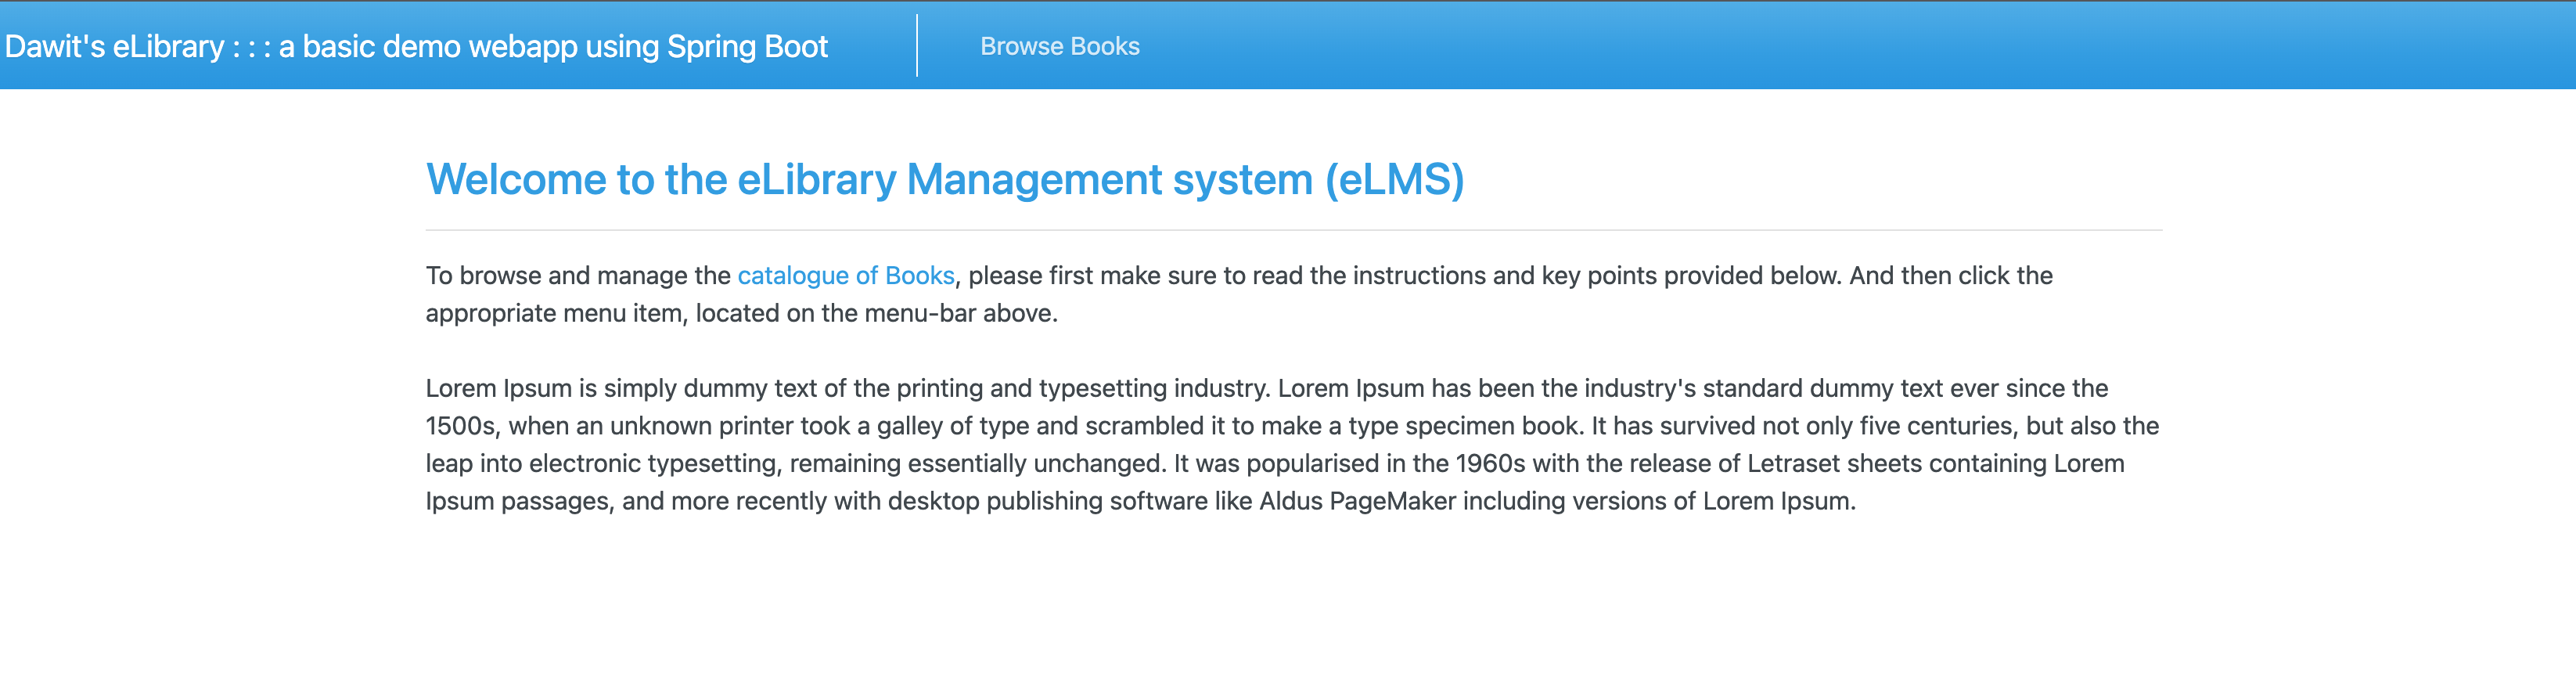 Dawit's eLibrary : : : a basic demo webapp using Spring Boot
Browse Books
Welcome to the eLibrary Management system (eLMS)
To browse and manage the catalogue of Books, please first make sure to read the instructions and key points provided below. And then click the
appropriate menu item, located on the menu-bar above.
Lorem Ipsum is simply dummy text of the printing and typesetting industry. Lorem Ipsum has been the industry's standard dummy text ever since the
1500s, when an unknown printer took a galley of type and scrambled it to make a type specimen book. It has survived not only five centuries, but also the
leap into electronic typesetting, remaining essentially unchanged. It was popularised in the 1960s with the release of Letraset sheets containing Lorem
Ipsum passages, and more recently with desktop publishing software like Aldus PageMaker including versions of Lorem Ipsum.